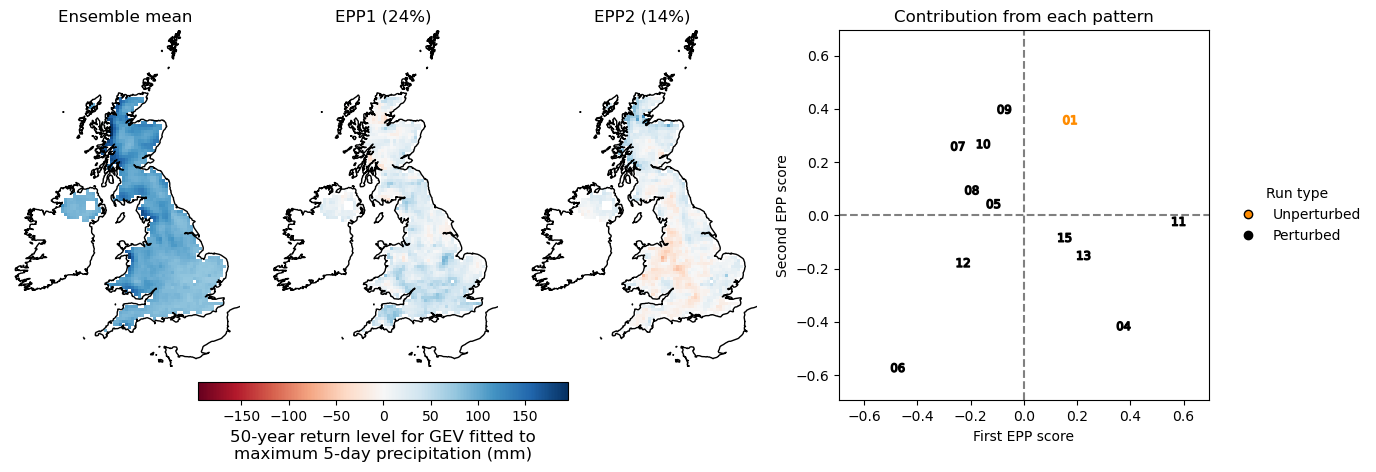 Ensemble mean
EPP1 (24%)
EPP2 (14%)
Contribution from each pattern
−150 −100 −50 0 50 100 150
50-year return level for GEV fitted to
maximum 5-day precipitation (mm)
Second EPP score
0.6
0.4
0.2
0.0
−0.2
−0.4
−0.6
09
01
07 10
08
05
11
15
13
12
04
06
−0.6 −0.4 −0.2 0.0 0.2 0.4 0.6
First EPP score
Run type
Unperturbed
Perturbed